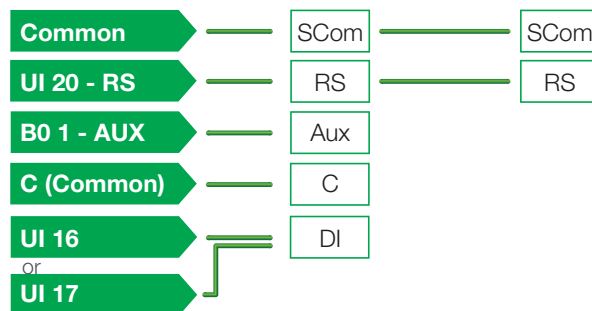 Common SCom SCom
UI 20 - RS RS RS
B0 1 - AUX Aux
C (Common) C
UI 16 DI
or
UI 17